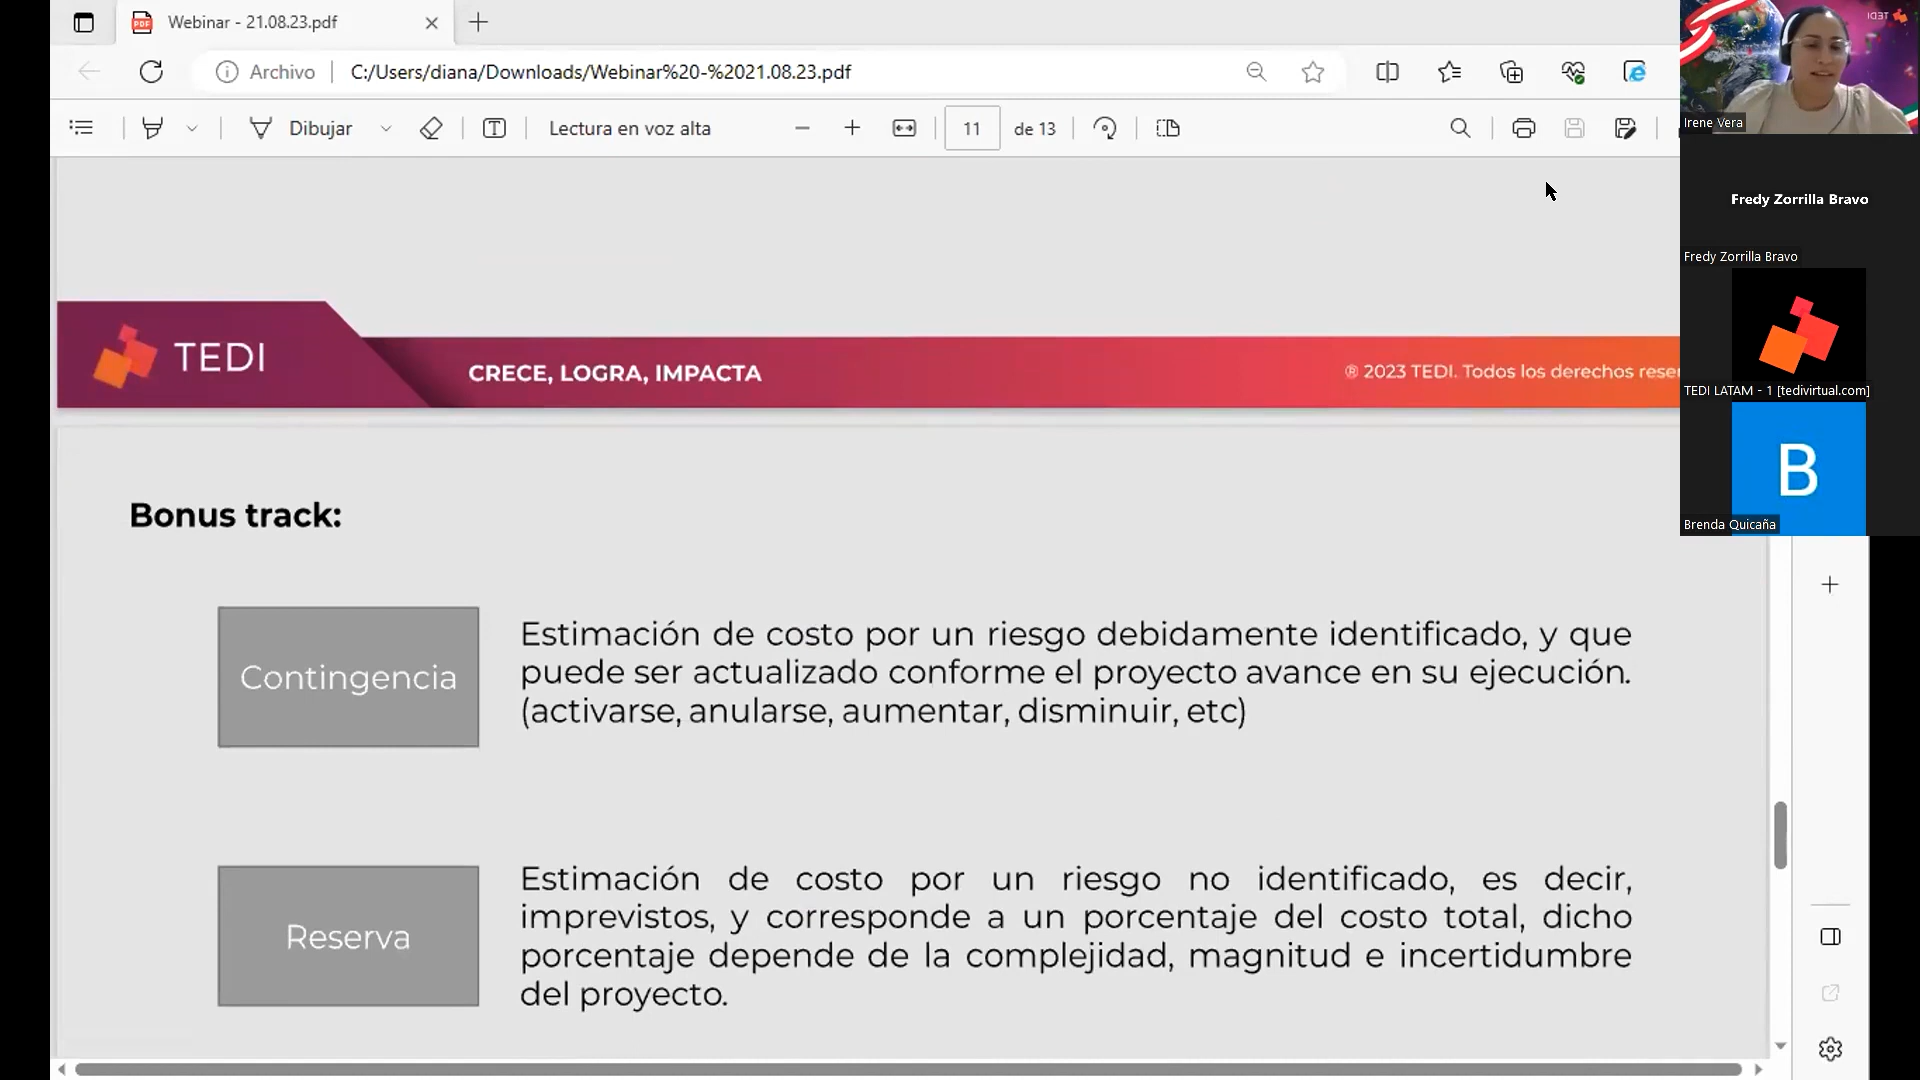 Webinar - 21.08.23.pdf
Archivo
C:/Users/diana/Downloads/Webinar%20-%2021.08.23.pdf
Dibujar
Lectura en voz alta
11
de 13
TEDI
CRECE, LOGRA, IMPACTA
® 2023 TEDI. Todos los derechos rese
Bonus track:
Contingencia
Estimación de costo por un riesgo debidamente identificado, y que
puede ser actualizado conforme el proyecto avance en su ejecución.
(activarse, anularse, aumentar, disminuir, etc)
Reserva
Estimación de costo por un riesgo no identificado, es decir,
imprevistos, y corresponde a un porcentaje del costo total, dicho
porcentaje depende de la complejidad, magnitud e incertidumbre
del proyecto.
TEDI
Irene Vera
Fredy Zorrilla Bravo
Fredy Zorrilla Bravo
TEDI LATAM - 1 [tedivirtual.com]
B
Brenda Quicaña